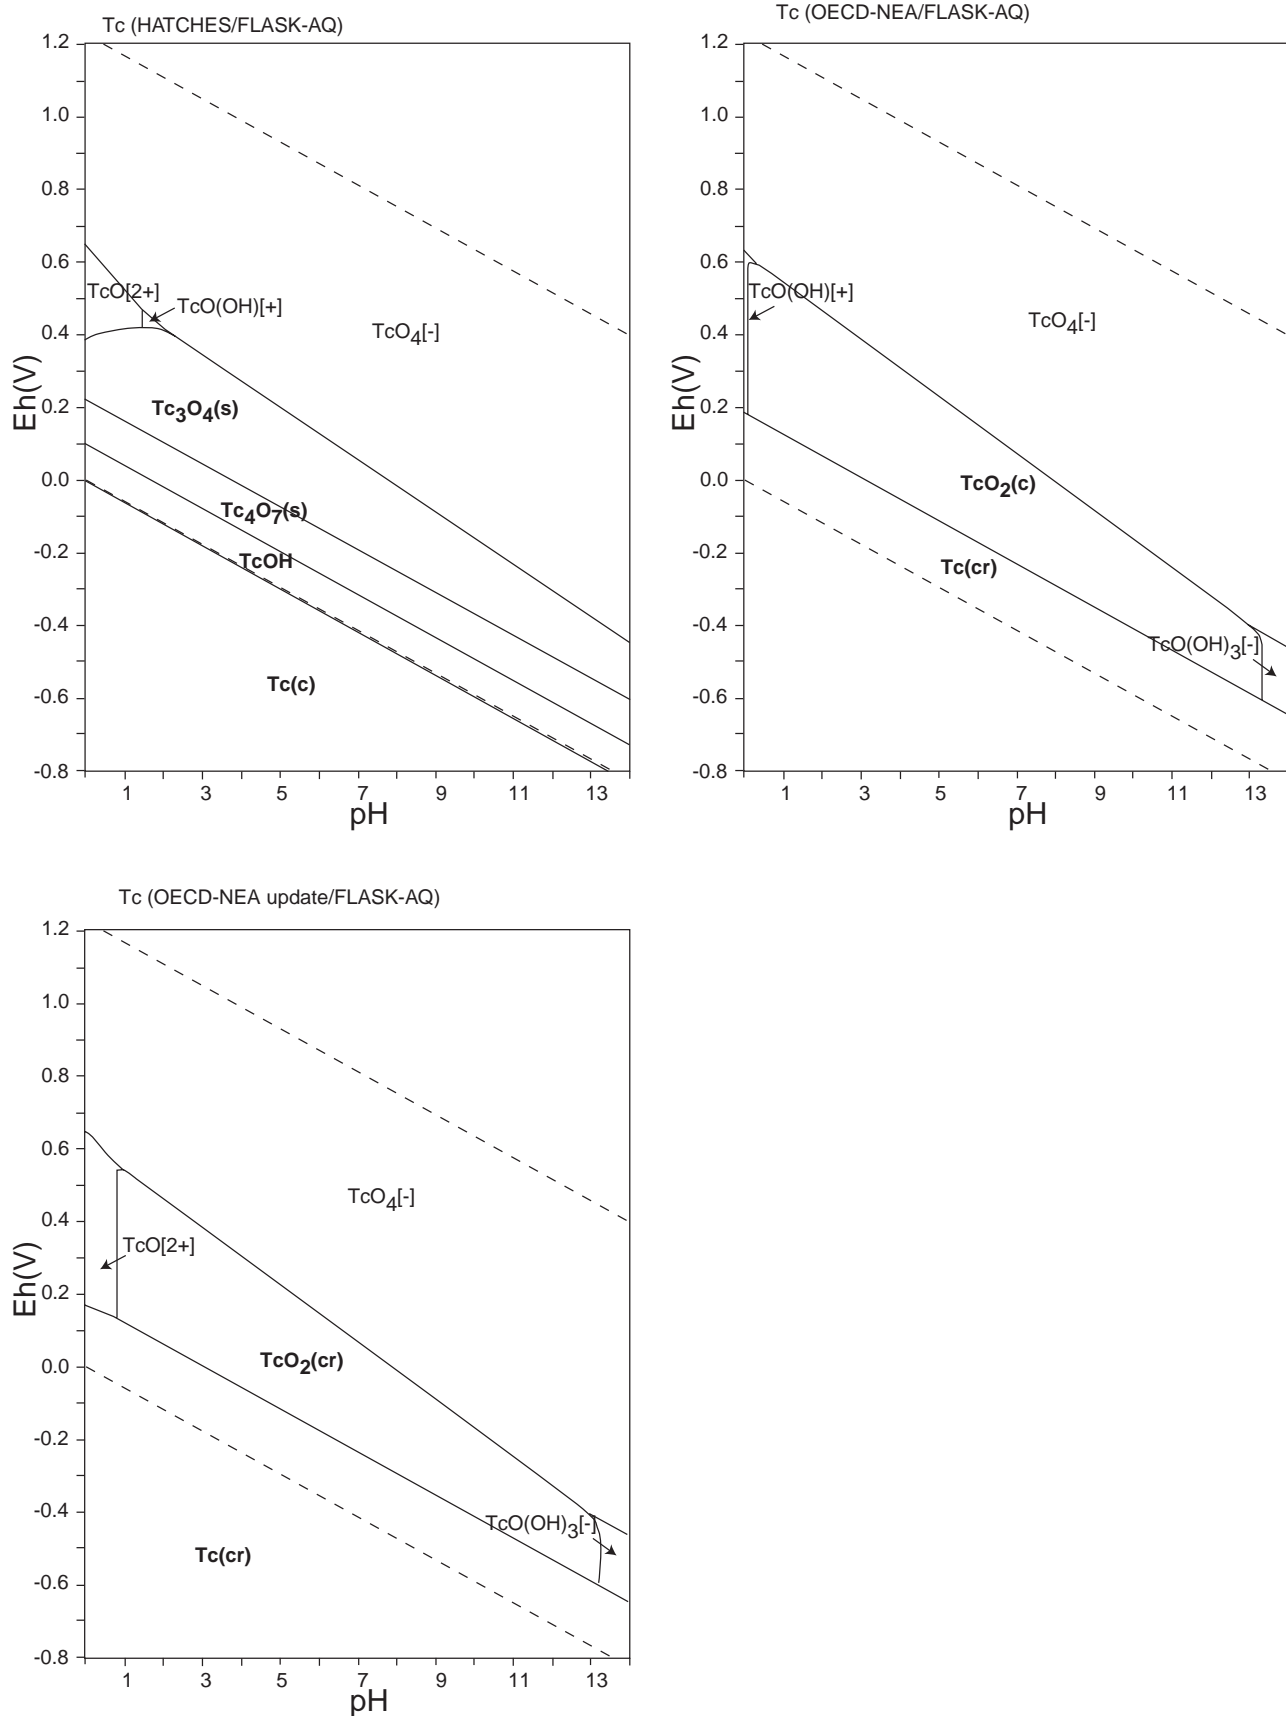 Tc (HATCHES/FLASK-AQ)
1.2
1.0
0.8
0.6
0.4
0.2
0.0
-0.2
-0.4
-0.6
-0.8
Eh(V)
TcO[2+]
TcO(OH)[+]
TcO4[-]
Tc3O4(s)
Tc4O7(s)
TcOH
Tc(c)
1 3 5 7 9 11 13
pH
Tc (OECD-NEA/FLASK-AQ)
1.2
1.0
0.8
0.6
0.4
0.2
0.0
-0.2
-0.4
-0.6
-0.8
Eh(V)
TcO(OH)[+]
TcO4[-]
TcO2(c)
Tc(cr)
TcO(OH)3[-]
1 3 5 7 9 11 13
pH
Tc (OECD-NEA update/FLASK-AQ)
1.2
1.0
0.8
0.6
0.4
0.2
0.0
-0.2
-0.4
-0.6
-0.8
Eh(V)
TcO4[-]
TcO[2+]
TcO2(cr)
TcO(OH)3[-]
Tc(cr)
1 3 5 7 9 11 13
pH